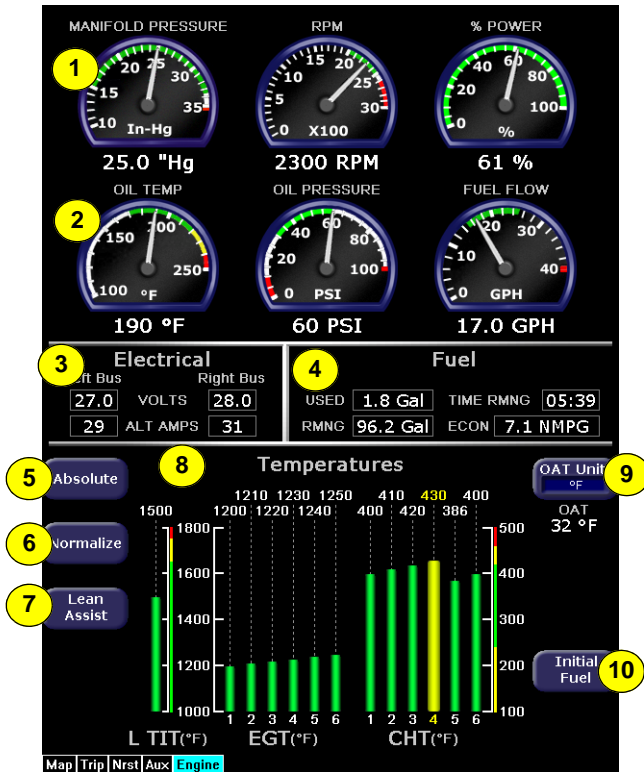 MANIFOLD PRESSURE RPM % POWER
1
10 15 20 25 30 35
In-Hg
0 5 10 15 20 25 30
X100
0 20 40 60 80 100
%
25.0 "Hg 2300 RPM 61 %
OIL TEMP OIL PRESSURE FUEL FLOW
2
100 150 200 250
°F
0 20 40 60 80 100
PSI
0 10 20 30 40
GPH
190 °F 60 PSI 17.0 GPH
3
Electrical
eft Bus Right Bus
27.0 VOLTS 28.0
29 ALT AMPS 31
4
Fuel
USED 1.8 Gal TIME RMNG 05:39
RMNG 96.2 Gal ECON 7.1 NMPG
5
Absolute
6
Normalize
7
Lean
Assist
8
Temperatures
9
OAT Unit
°F
OAT
32 °F
10
Initial
Fuel
1210 1230 1250 410 430 400
1500 1200 1220 1240 400 420 386
1800 500
1600 400
1400 300
1200 200
1000 100
1 2 3 4 5 6 1 2 3 4 5 6
L TIT(°F) EGT(°F) CHT(°F)
Map Trip Nrst Aux Engine